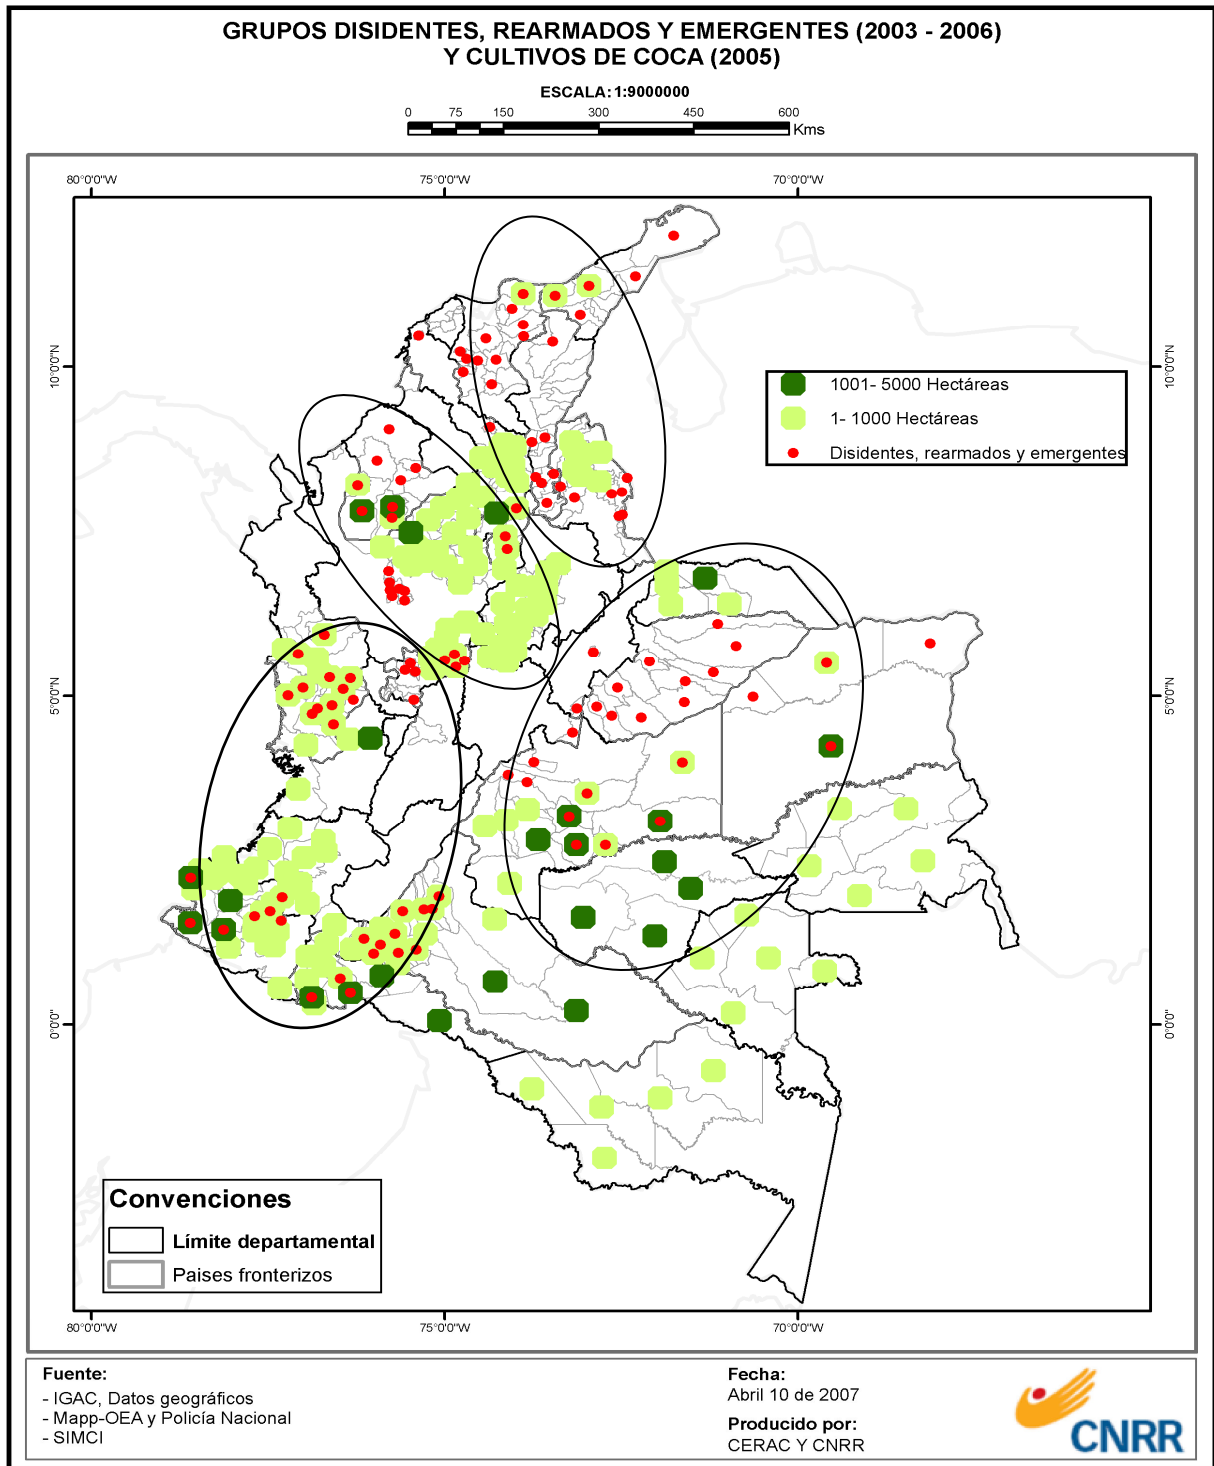 GRUPOS DISIDENTES, REARMADOS Y EMERGENTES (2003 - 2006)
Y CULTIVOS DE COCA (2005)
ESCALA: 1:9000000
0 75 150 300 450 600
Kms
80°0'0"W 75°0'0"W 70°0'0"W
10°0'0"N 10°0'0"N
1001- 5000 Hectáreas
1- 1000 Hectáreas
Disidentes, rearmados y emergentes
5°0'0"N 5°0'0"N
0°0'0" 0°0'0"
Convenciones
Límite departamental
Paises fronterizos
80°0'0"W 75°0'0"W 70°0'0"W
Fuente:
- IGAC, Datos geográficos
- Mapp-OEA y Policía Nacional
- SIMCI
Fecha:
Abril 10 de 2007
Producido por:
CERAC Y CNRR
CNRR